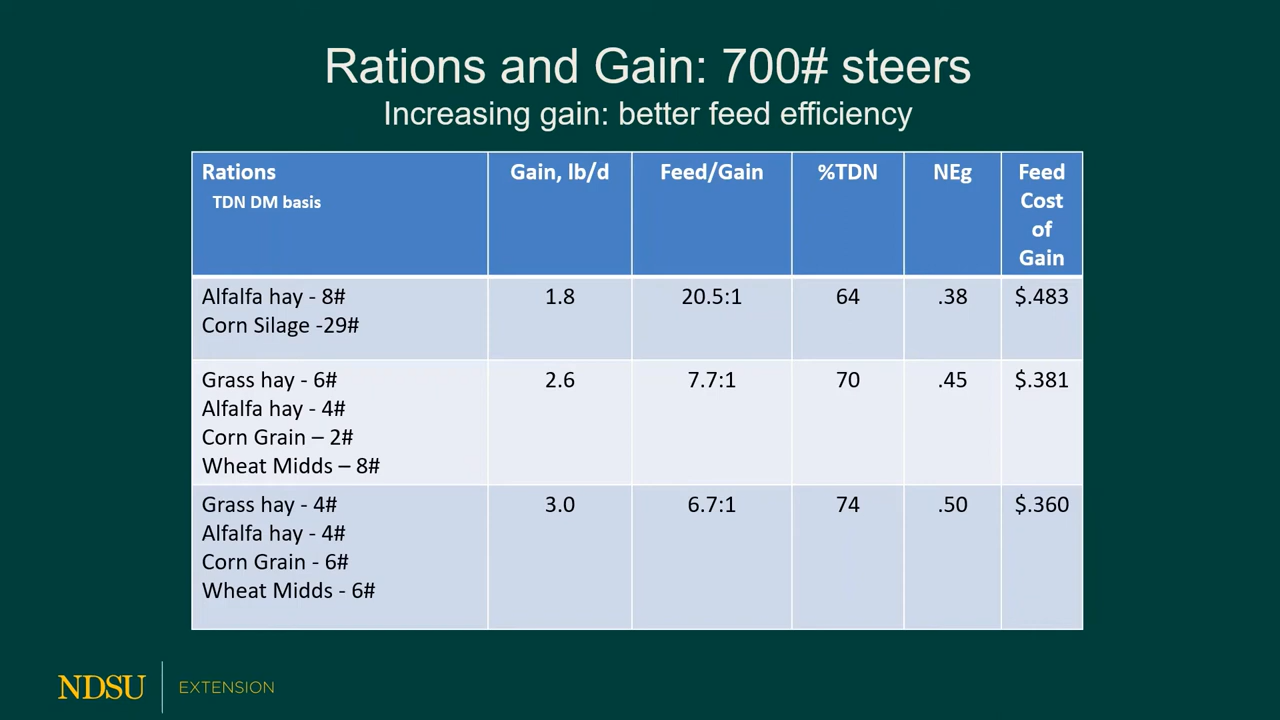 Rations and Gain: 700# steers
Increasing gain: better feed efficiency
Rations
TDN DM basis
Gain, lb/d
Feed/Gain
%TDN
NEg
Feed
Cost
of
Gain
Alfalfa hay - 8#
Corn Silage -29#
1.8
20.5:1
64
.38
$.483
Grass hay - 6#
Alfalfa hay - 4#
Corn Grain – 2#
Wheat Midds – 8#
2.6
7.7:1
70
.45
$.381
Grass hay - 4#
Alfalfa hay - 4#
Corn Grain - 6#
Wheat Midds - 6#
3.0
6.7:1
74
.50
$.360
NDSU EXTENSION